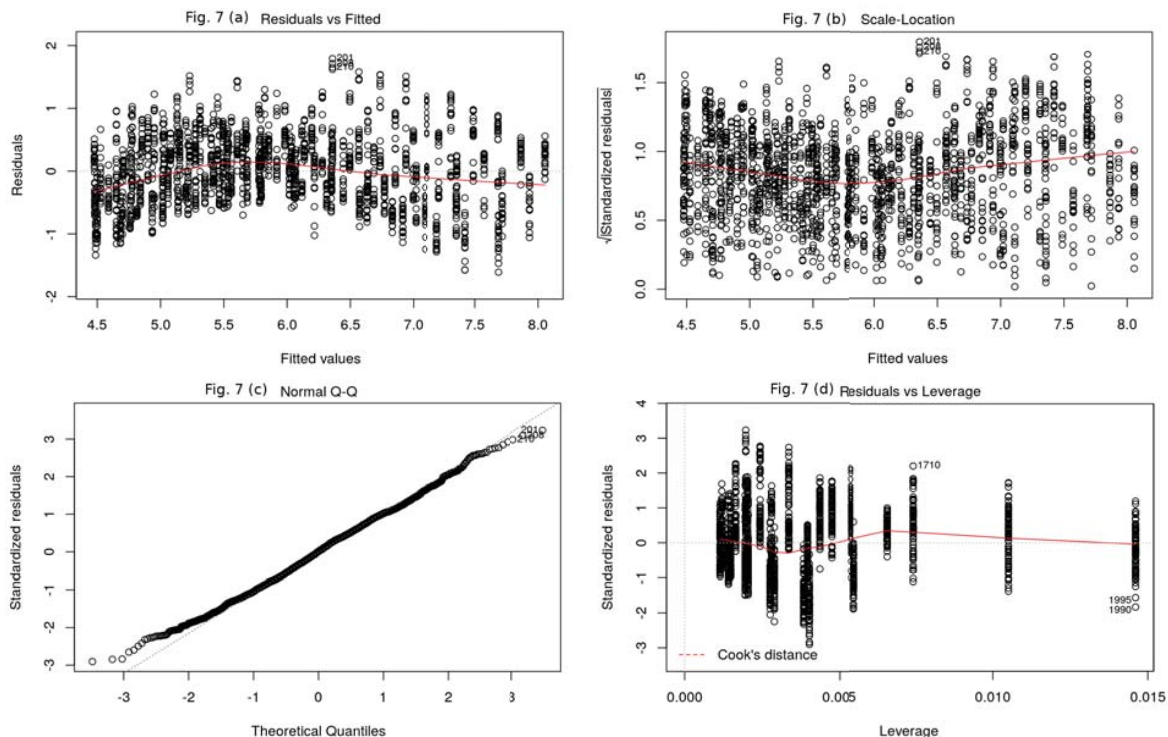 Fig. 7 (a) Residuals vs Fitted
Residuals
2
1
0
-1
-2
201
210
4.5 5.0 5.5 6.0 6.5 7.0 7.5 8.0
Fitted values
Fig. 7 (b) Scale-Location
√|Standardized residuals|
1.5
1.0
0.5
0.0
201
210
4.5 5.0 5.5 6.0 6.5 7.0 7.5 8.0
Fitted values
Fig. 7 (c) Normal Q-Q
Standardized residuals
3
2
1
0
-1
-2
-3
201
210
-3 -2 -1 0 1 2 3
Theoretical Quantiles
Fig. 7 (d) Residuals vs Leverage
Standardized residuals
4
3
2
1
0
-1
-2
-3
1710
1995
1990
Cook's distance
0.000 0.005 0.010 0.015
Leverage